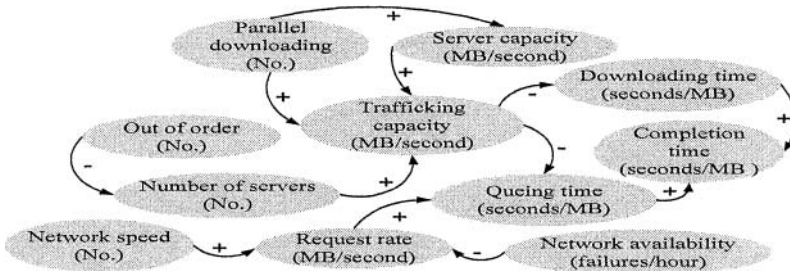 Parallel
downloading
(No.)
+
Server capacity
(MB/second)
+
+
Trafficking
capacity
(MB/second)
-
Downloading time
(seconds/MB)
+
Out of order
(No.)
-
Completion
time
(seconds/MB )
-
Number of servers
(No.)
+
Queing time
(seconds/MB)
+
+
Network speed
(No.)
+
Request rate
(MB/second)
-
Network availability
(failures/hour)